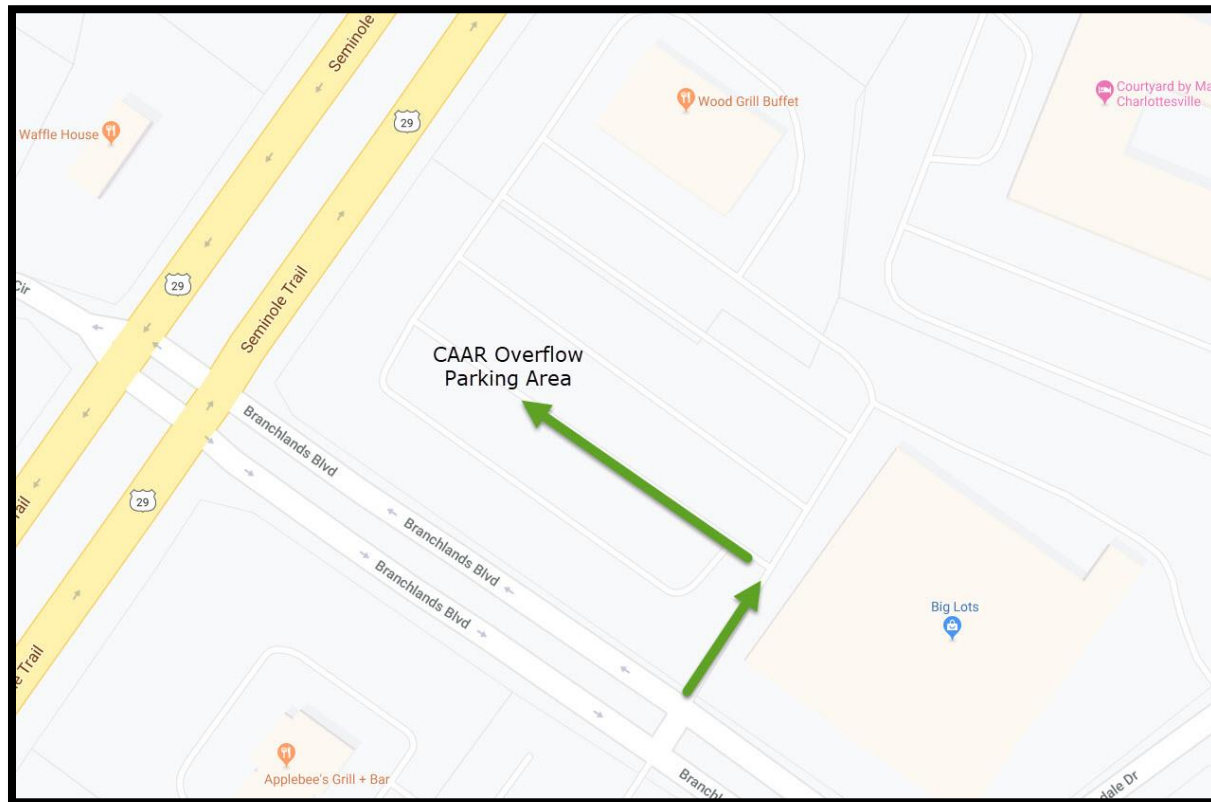 Seminole
29
Wood Grill Buffet
Courtyard by Ma
Charlottesville
Waffle House
29
Cir
Seminole Trail
CAAR Overflow
Parking Area
Branchlands Blvd
29
ail
Branchlands Blvd
Branchlands Blvd
Big Lots
e Trail
Applebee's Grill + Bar
Branchl
dale Dr